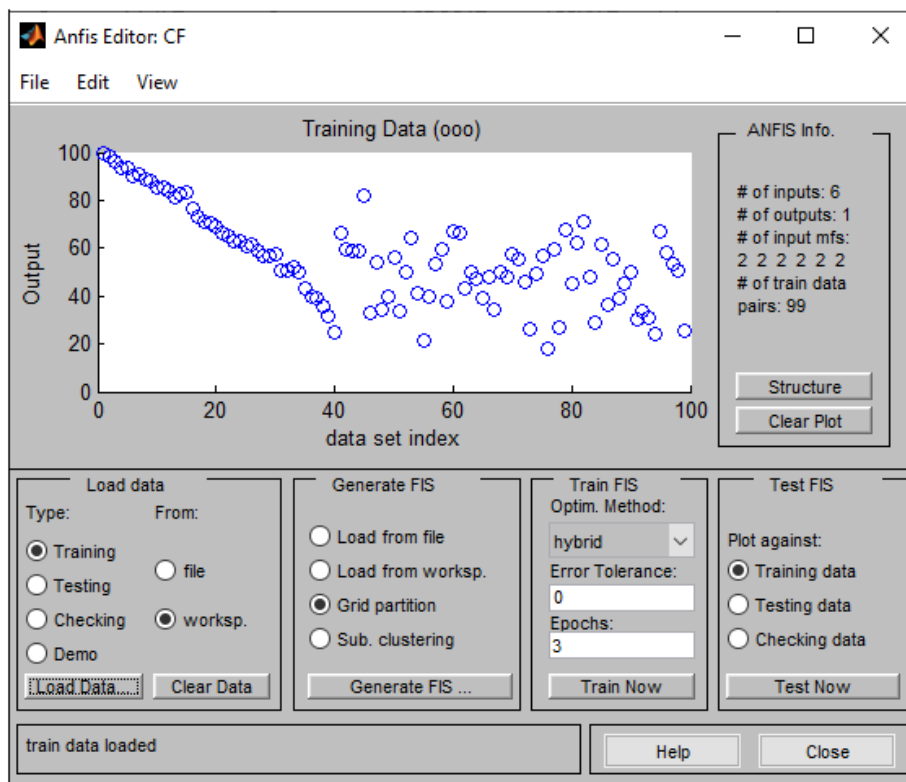 Anfis Editor: CF
File Edit View
Training Data (ooo)
100
80
60
40
20
0
Output
0 20 40 60 80 100
data set index
ANFIS Info.
# of inputs: 6
# of outputs: 1
# of input mfs:
2 2 2 2 2 2
# of train data
pairs: 99
Structure
Clear Plot
Load data
Type: From:
Training
Testing
Checking
Demo
file
worksp.
Load Data... Clear Data
Generate FIS
Load from file
Load from worksp.
Grid partition
Sub. clustering
Generate FIS ...
Train FIS
Optim. Method:
hybrid
Error Tolerance:
0
Epochs:
3
Train Now
Test FIS
Plot against:
Training data
Testing data
Checking data
Test Now
train data loaded
Help Close